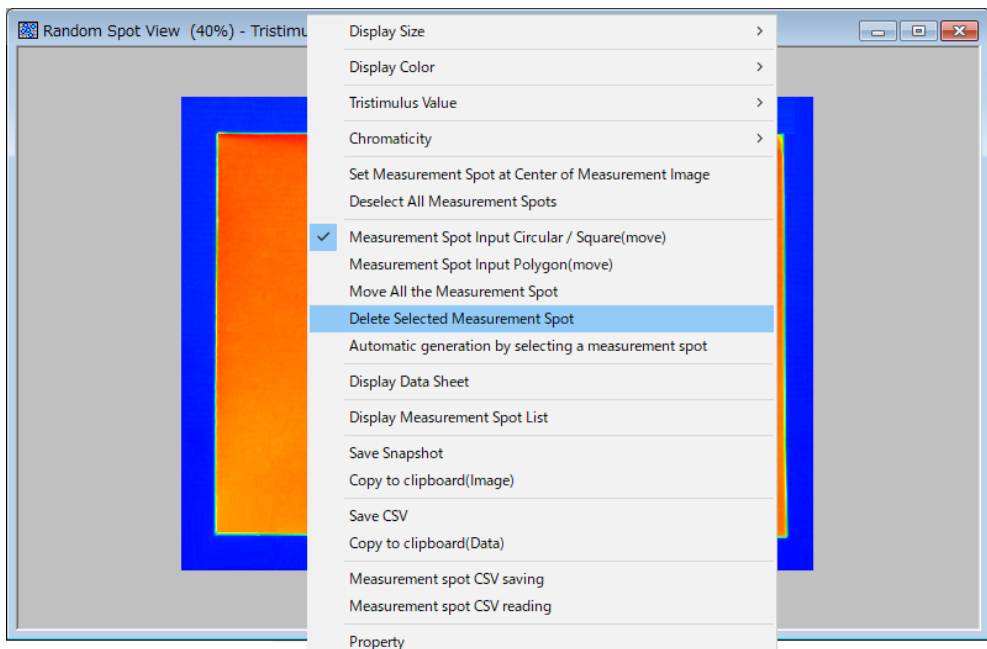 Random Spot View (40%) - Tristimu
Display Size
Display Color
Tristimulus Value
Chromaticity
Set Measurement Spot at Center of Measurement Image
Deselect All Measurement Spots
Measurement Spot Input Circular / Square(move)
Measurement Spot Input Polygon(move)
Move All the Measurement Spot
Delete Selected Measurement Spot
Automatic generation by selecting a measurement spot
Display Data Sheet
Display Measurement Spot List
Save Snapshot
Copy to clipboard(Image)
Save CSV
Copy to clipboard(Data)
Measurement spot CSV saving
Measurement spot CSV reading
Property